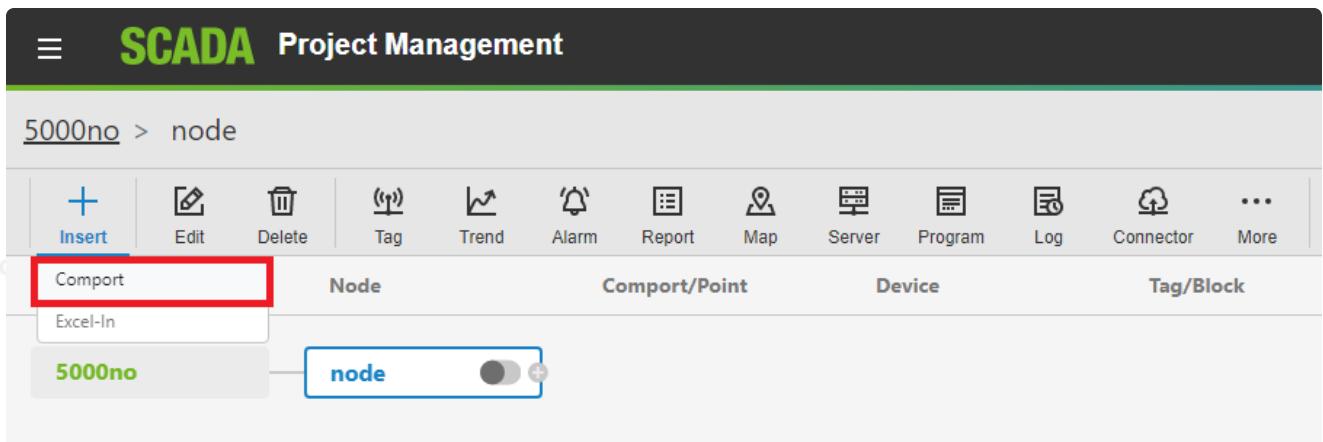 SCADA Project Management
5000no > node
Insert Edit Delete Tag Trend Alarm Report Map Server Program Log Connector More
Comport
Node Comport/Point Device Tag/Block
Excel-In
5000no node